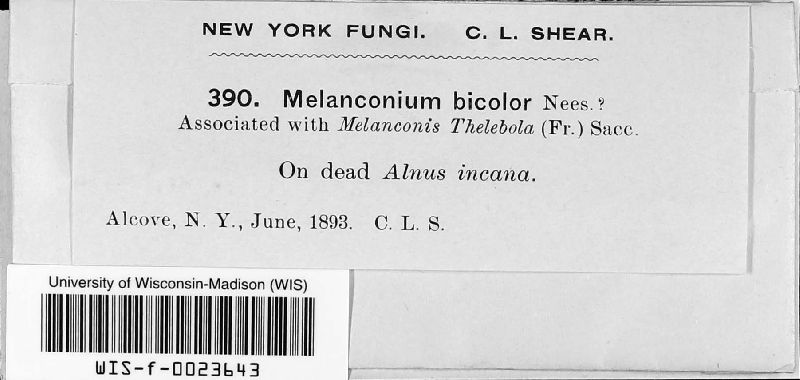 NEW YORK FUNGI. C. L. SHEAR.
390. Melanconium bicolor Nees.?
Associated with Melanconis Thelebola (Fr.) Sacc.
On dead Alnus incana.
Alcove, N. Y., June, 1893. C. L. S.
University of Wisconsin-Madison (WIS)
WIS-f-0023643